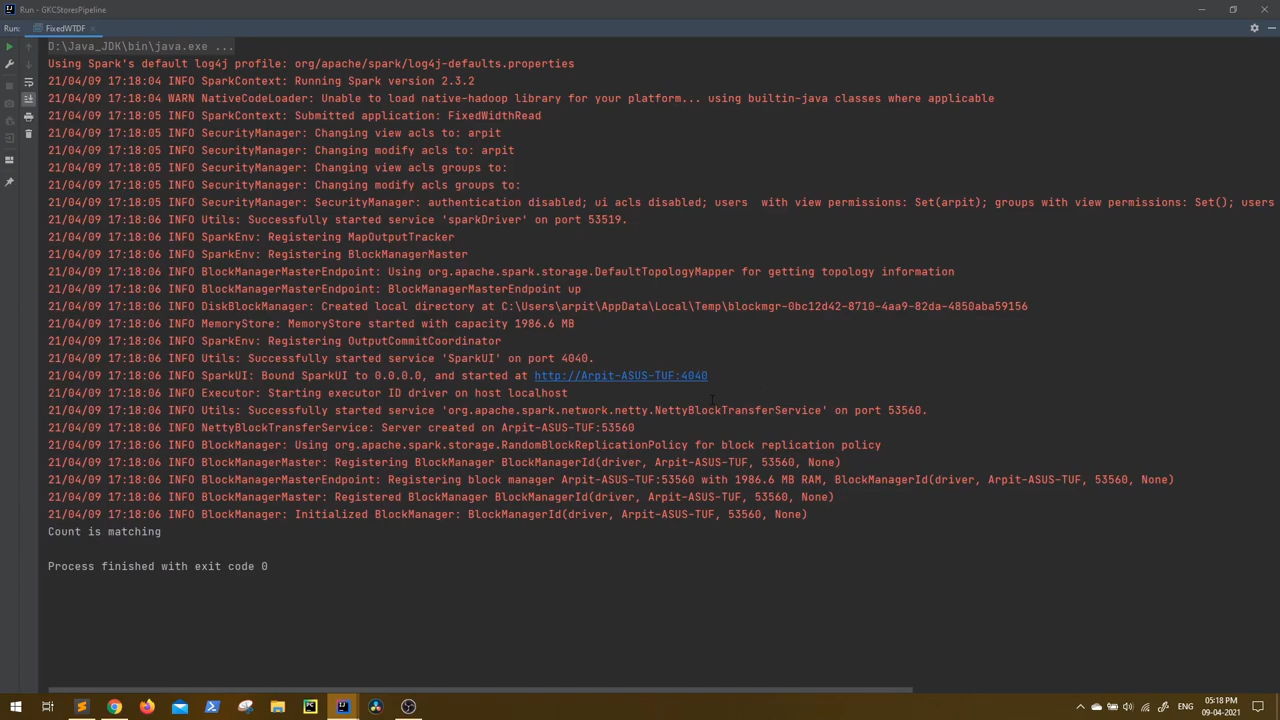 Run - GKCStoresPipeline
Run: FixedWTDF
D:\Java_JDK\bin\java.exe ...
Using Spark's default log4j profile: org/apache/spark/log4j-defaults.properties
21/04/09 17:18:04 INFO SparkContext: Running Spark version 2.3.2
21/04/09 17:18:04 WARN NativeCodeLoader: Unable to load native-hadoop library for your platform... using builtin-java classes where applicable
21/04/09 17:18:05 INFO SparkContext: Submitted application: FixedWidthRead
21/04/09 17:18:05 INFO SecurityManager: Changing view acls to: arpit
21/04/09 17:18:05 INFO SecurityManager: Changing modify acls to: arpit
21/04/09 17:18:05 INFO SecurityManager: Changing view acls groups to:
21/04/09 17:18:05 INFO SecurityManager: Changing modify acls groups to:
21/04/09 17:18:05 INFO SecurityManager: SecurityManager: authentication disabled; ui acls disabled; users  with view permissions: Set(arpit); groups with view permissions: Set(); users
21/04/09 17:18:06 INFO Utils: Successfully started service 'sparkDriver' on port 53519.
21/04/09 17:18:06 INFO SparkEnv: Registering MapOutputTracker
21/04/09 17:18:06 INFO SparkEnv: Registering BlockManagerMaster
21/04/09 17:18:06 INFO BlockManagerMasterEndpoint: Using org.apache.spark.storage.DefaultTopologyMapper for getting topology information
21/04/09 17:18:06 INFO BlockManagerMasterEndpoint: BlockManagerMasterEndpoint up
21/04/09 17:18:06 INFO DiskBlockManager: Created local directory at C:\Users\arpit\AppData\Local\Temp\blockmgr-0bc12d42-8710-4aa9-82da-4850aba59156
21/04/09 17:18:06 INFO MemoryStore: MemoryStore started with capacity 1986.6 MB
21/04/09 17:18:06 INFO SparkEnv: Registering OutputCommitCoordinator
21/04/09 17:18:06 INFO Utils: Successfully started service 'SparkUI' on port 4040.
21/04/09 17:18:06 INFO SparkUI: Bound SparkUI to 0.0.0.0, and started at http://Arpit-ASUS-TUF:4040
21/04/09 17:18:06 INFO Executor: Starting executor ID driver on host localhost
21/04/09 17:18:06 INFO Utils: Successfully started service 'org.apache.spark.network.netty.NettyBlockTransferService' on port 53560.
21/04/09 17:18:06 INFO NettyBlockTransferService: Server created on Arpit-ASUS-TUF:53560
21/04/09 17:18:06 INFO BlockManager: Using org.apache.spark.storage.RandomBlockReplicationPolicy for block replication policy
21/04/09 17:18:06 INFO BlockManagerMaster: Registering BlockManager BlockManagerId(driver, Arpit-ASUS-TUF, 53560, None)
21/04/09 17:18:06 INFO BlockManagerMasterEndpoint: Registering block manager Arpit-ASUS-TUF:53560 with 1986.6 MB RAM, BlockManagerId(driver, Arpit-ASUS-TUF, 53560, None)
21/04/09 17:18:06 INFO BlockManagerMaster: Registered BlockManager BlockManagerId(driver, Arpit-ASUS-TUF, 53560, None)
21/04/09 17:18:06 INFO BlockManager: Initialized BlockManager: BlockManagerId(driver, Arpit-ASUS-TUF, 53560, None)
Count is matching
Process finished with exit code 0
ENG
05:18 PM
09-04-2021